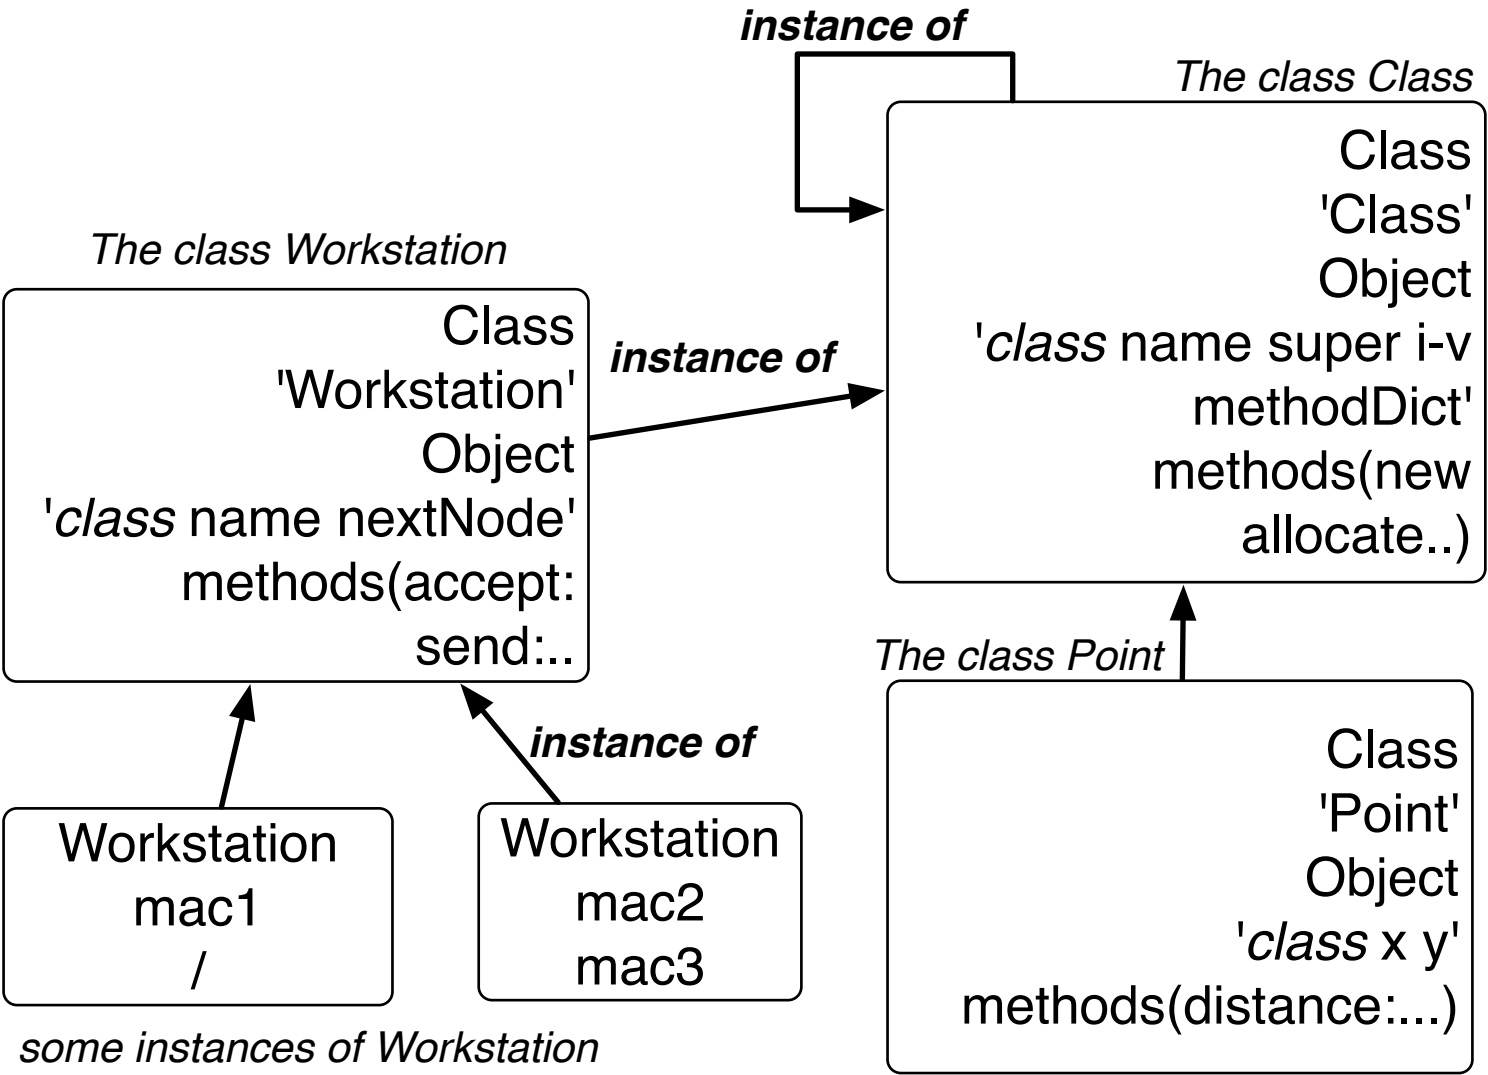 instance of
The class Class
Class
'Class'
Object
'class name super i-v
methodDict'
methods(new
allocate..)
The class Workstation
Class
'Workstation'
Object
'class name nextNode'
methods(accept:
send:..
instance of
The class Point
Class
'Point'
Object
'class x y'
methods(distance:...)
instance of
Workstation
mac1
/
Workstation
mac2
mac3
some instances of Workstation